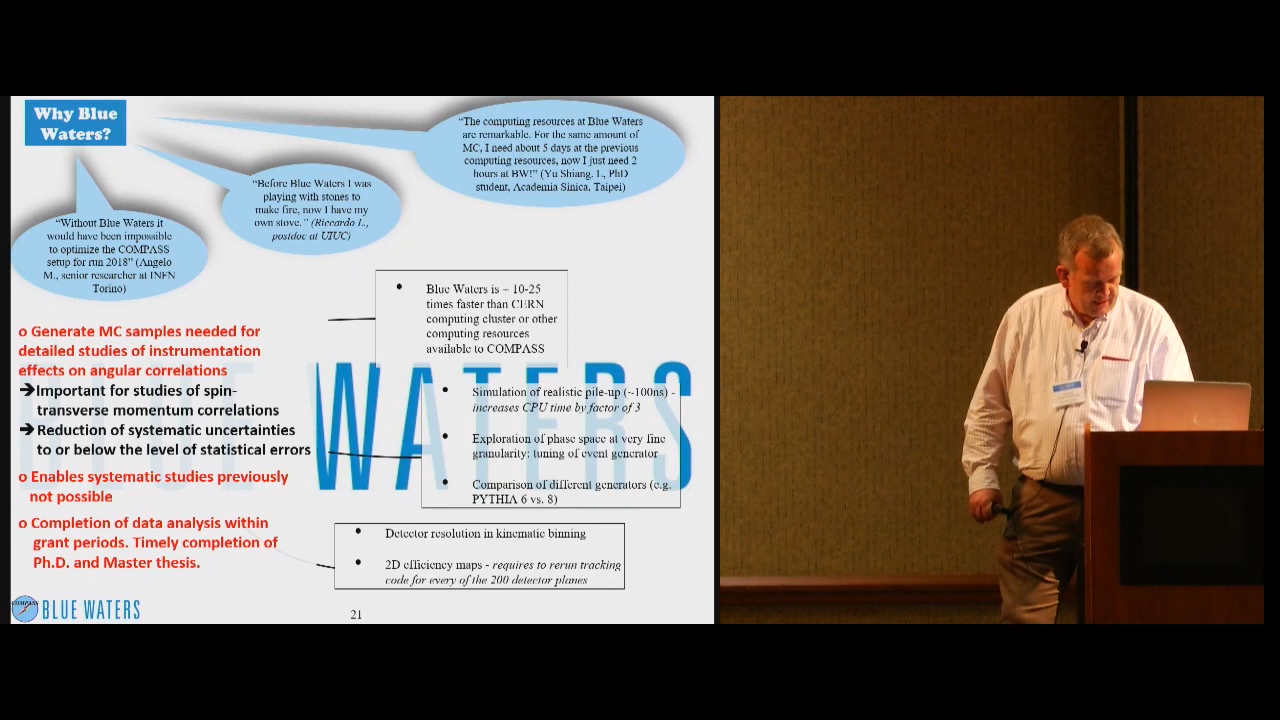 Why Blue
Waters?
“The computing resources at Blue Waters
are remarkable. For the same amount of
MC, I need about 5 days at the previous
computing resources, now I just need 2
hours at BW!” (Yu Shiang. L, PhD
student, Academia Sinica, Taipei)
“Before Blue Waters I was
playing with stones to
make fire, now I have my
own stove.” (Riccardo L.,
postdoc at UIUC)
“Without Blue Waters it
would have been impossible
to optimize the COMPASS
setup for run 2018” (Angelo
M., senior researcher at INFN
Torino)
• Blue Waters is ~ 10-25
times faster than CERN
computing cluster or other
computing resources
available to COMPASS
o Generate MC samples needed for
detailed studies of instrumentation
effects on angular correlations
➔Important for studies of spin-
transverse momentum correlations
➔Reduction of systematic uncertainties
to or below the level of statistical errors
o Enables systematic studies previously
not possible
o Completion of data analysis within
grant periods. Timely completion of
Ph.D. and Master thesis.
BLUE WATERS
• Simulation of realistic pile-up (~100ns) -
increases CPU time by factor of 3
• Exploration of phase space at very fine
granularity: tuning of event generator
• Comparison of different generators (e.g.
PYTHIA 6 vs. 8)
• Detector resolution in kinematic binning
• 2D efficiency maps - requires to rerun tracking
code for every of the 200 detector planes
COMPASS
BLUE WATERS
21